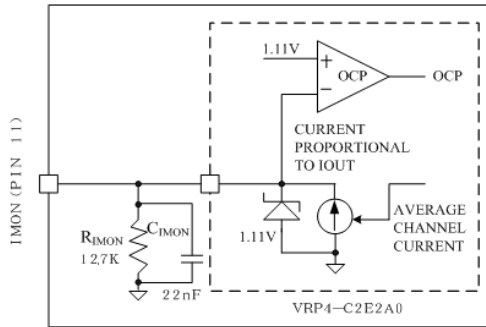 1.11V
+
−
OCP
OCP
CURRENT
PROPORTIONAL
TO IOUT
IMON (PIN 11)
RIMON
12,7K
CIMON
22nF
1.11V
AVERAGE
CHANNEL
CURRENT
VRP4-C2E2A0